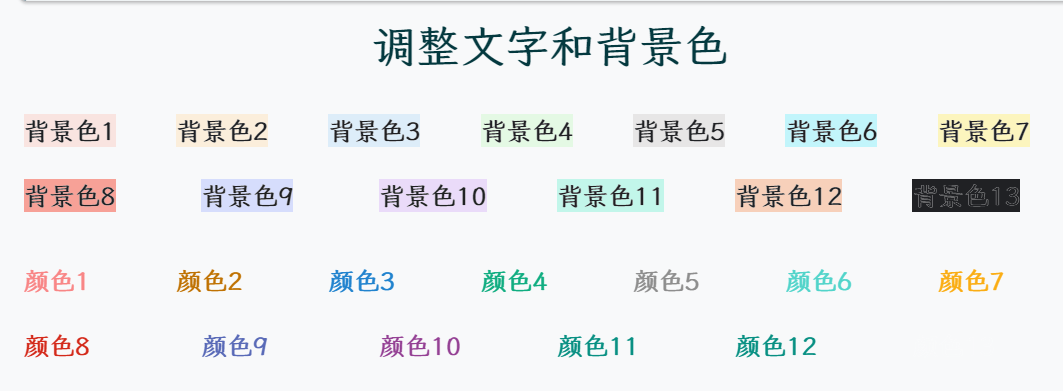 调整文字和背景色
背景色1 背景色2 背景色3 背景色4 背景色5 背景色6 背景色7
背景色8 背景色9 背景色10 背景色11 背景色12 背景色13
颜色1 颜色2 颜色3 颜色4 颜色5 颜色6 颜色7
颜色8 颜色9 颜色10 颜色11 颜色12